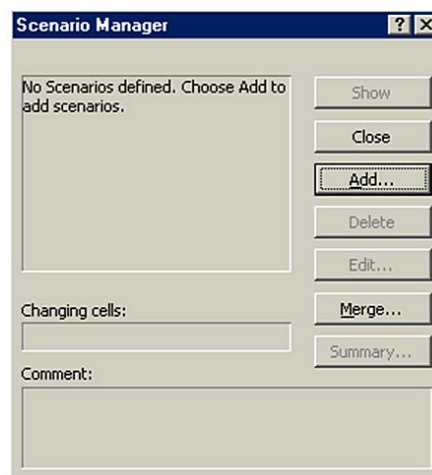 Scenario Manager
No Scenarios defined. Choose Add to
add scenarios.
Show
Close
Add...
Delete
Edit...
Merge...
Summary...
Changing cells:
Comment: